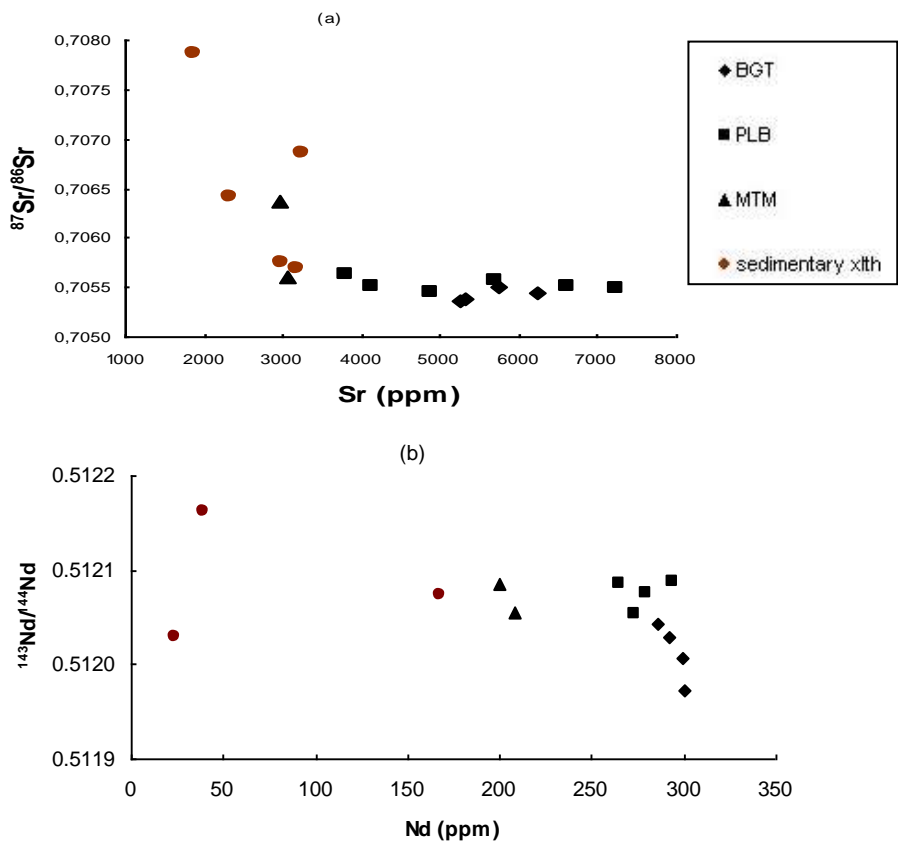 (a)
0,7080
0,7075
0,7070
0,7065
0,7060
0,7055
0,7050
⁸⁷Sr/⁸⁶Sr
1000 2000 3000 4000 5000 6000 7000 8000
Sr (ppm)
BGT
PLB
MTM
sedimentary xlth
(b)
0.5122
0.5121
0.5120
0.5119
¹⁴³Nd/¹⁴⁴Nd
0 50 100 150 200 250 300 350
Nd (ppm)